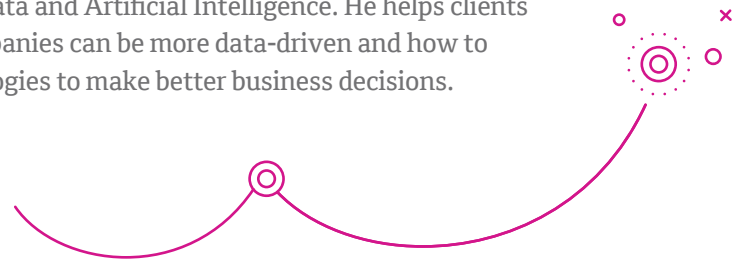 ata and Artificial Intelligence. He helps clients
panies can be more data-driven and how to
ogies to make better business decisions.